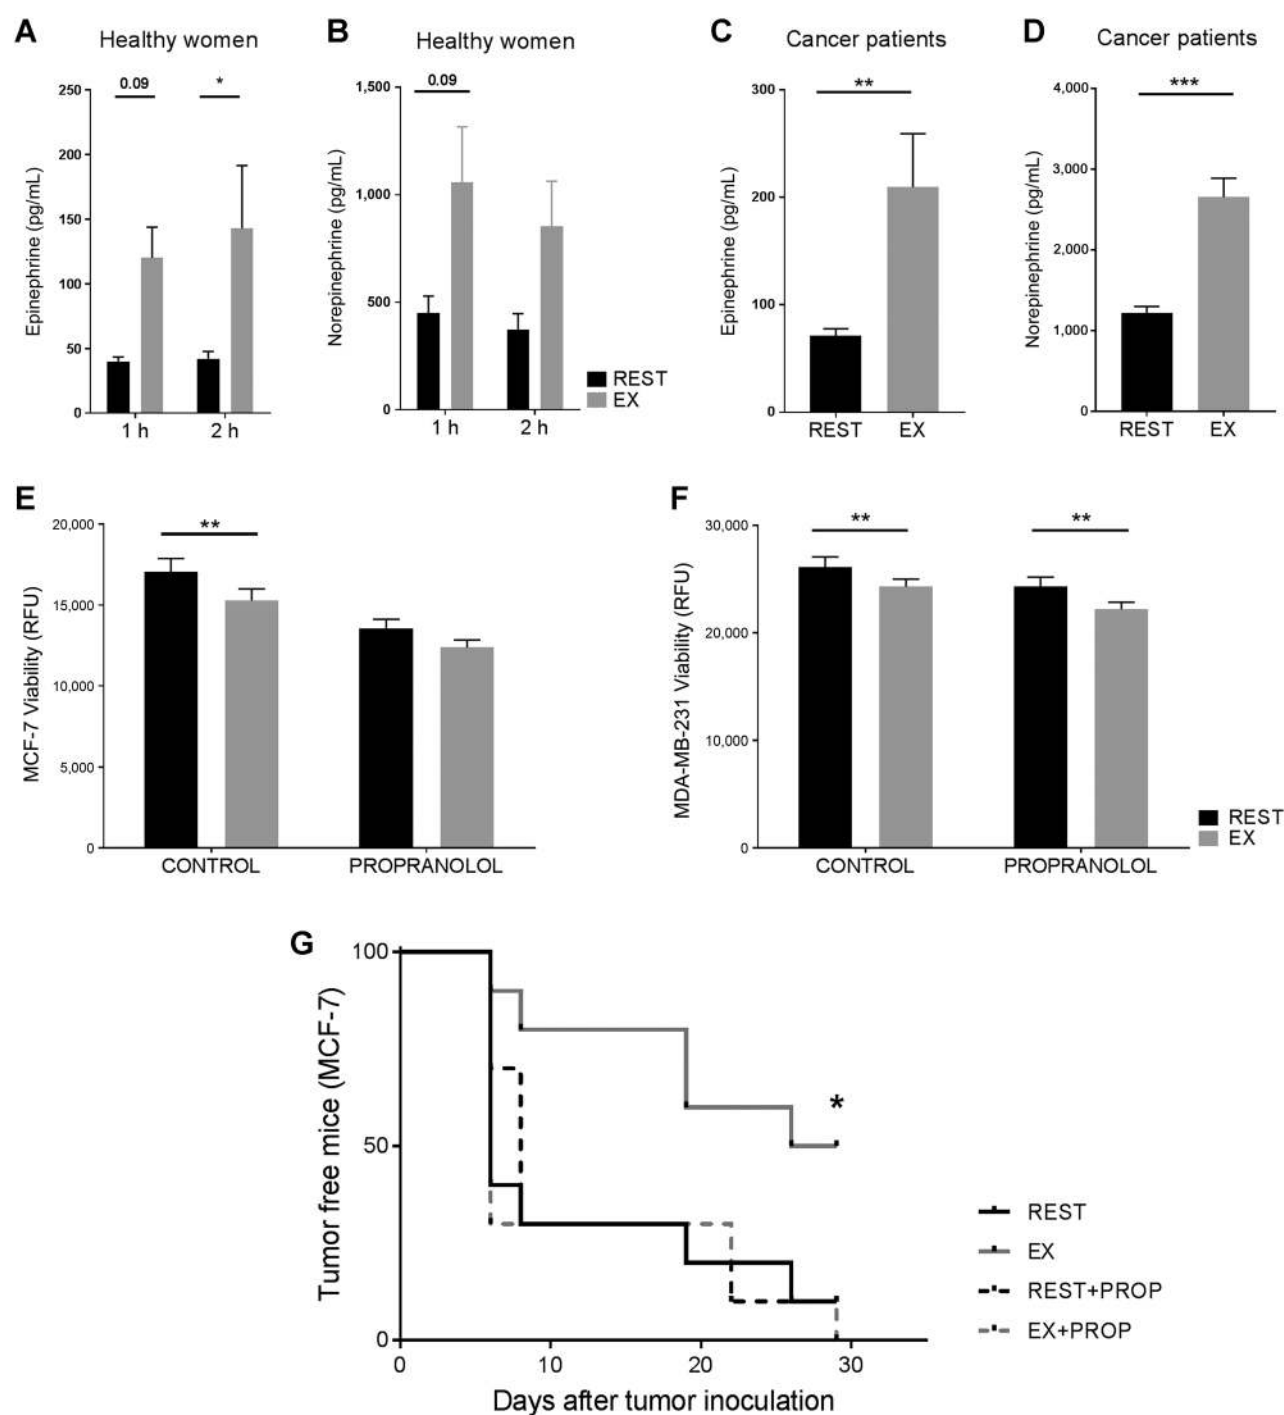 A
Healthy women
0.09
*
Epinephrine (pg/mL)
250
200
150
100
50
0
1 h
2 h
B
Healthy women
0.09
Norepinephrine (pg/mL)
1,500
1,000
500
0
1 h
2 h
REST
EX
C
Cancer patients
**
Epinephrine (pg/mL)
300
200
100
0
REST
EX
D
Cancer patients
***
Norepinephrine (pg/mL)
4,000
3,000
2,000
1,000
0
REST
EX
E
**
MCF-7 Viability (RFU)
20,000
15,000
10,000
5,000
0
CONTROL
PROPRANOLOL
F
**
**
MDA-MB-231 Viability (RFU)
30,000
20,000
10,000
0
CONTROL
PROPRANOLOL
REST
EX
G
Tumor free mice (MCF-7)
100
50
0
*
0
10
20
30
Days after tumor inoculation
REST
EX
REST+PROP
EX+PROP